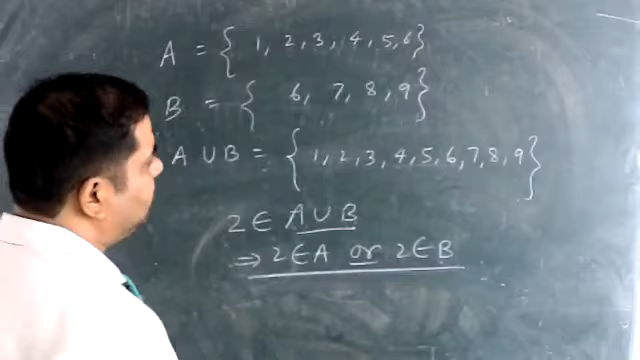 A = { 1, 2, 3, 4, 5, 6}
B = { 6, 7, 8, 9}
A ∪ B = { 1, 2, 3, 4, 5, 6, 7, 8, 9}
2 ∈ A ∪ B
⇒ 2 ∈ A or 2 ∈ B